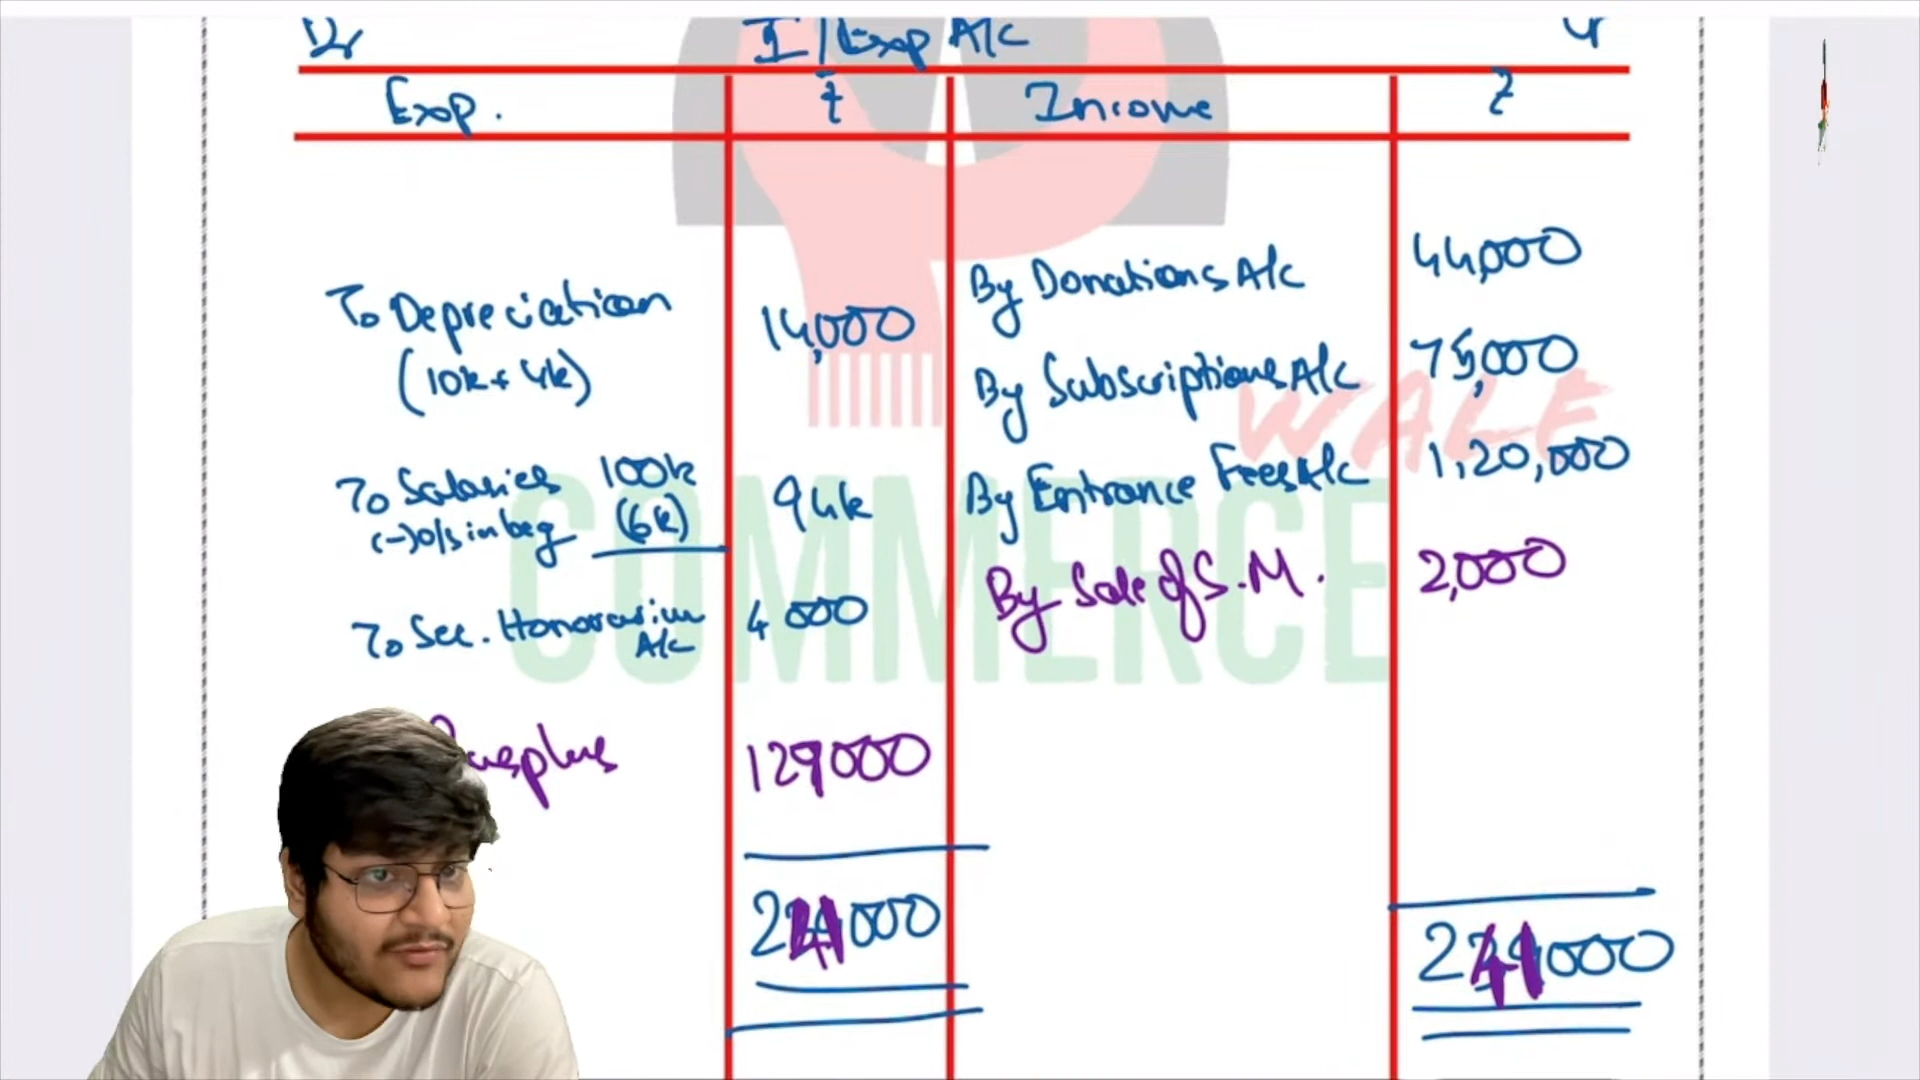 Dr I/Exp A/c Cr
Exp. ₹ Income ₹
To Depreciation 14,000 By Donations A/c 44,000
(10k + 4k)
By Subscriptions A/c 75,000
To Salaries 100k 94k By Entrance Fees A/c 1,20,000
(-) o/s in beg (6k)
By Sale of S.M. 2,000
To Sec. Honorarium 4000
A/c
Surplus 129000
241000 241000
COMMERCE
WALE